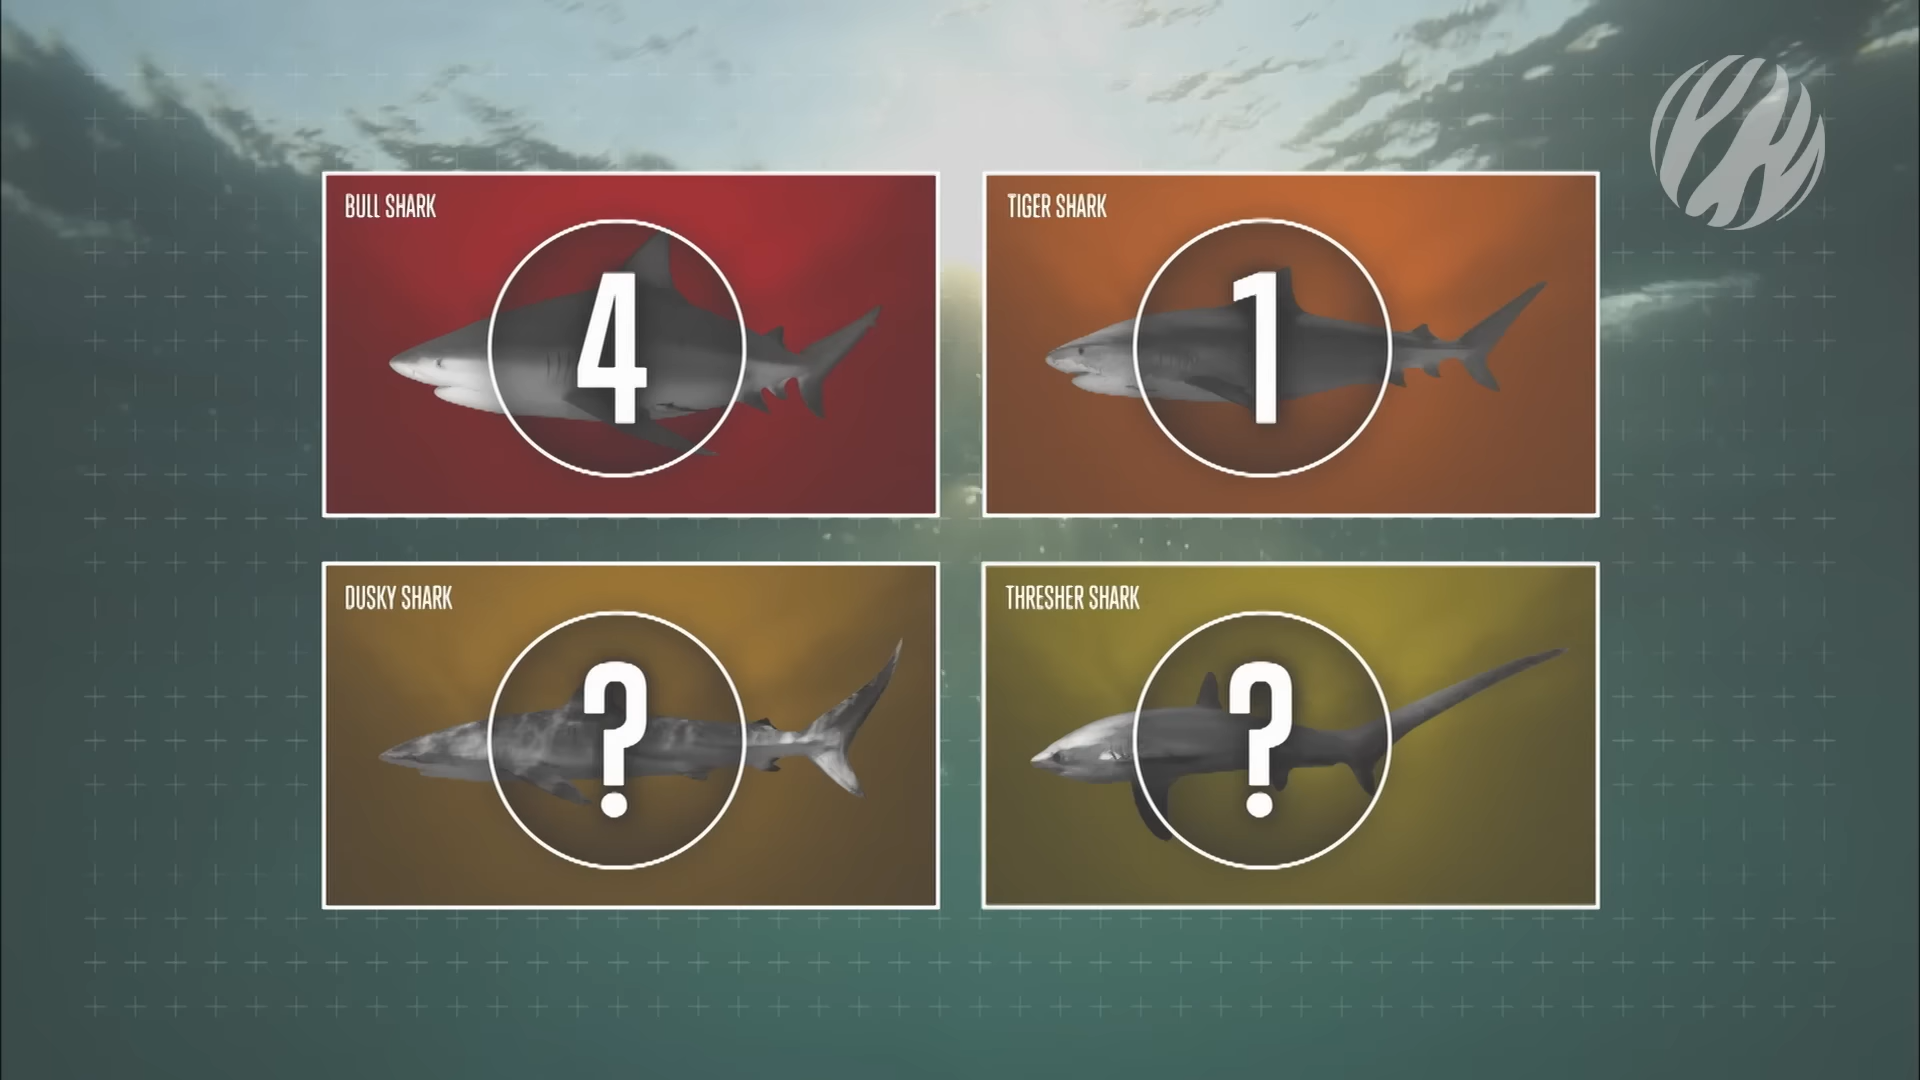 BULL SHARK
4
TIGER SHARK
1
DUSKY SHARK
?
THRESHER SHARK
?